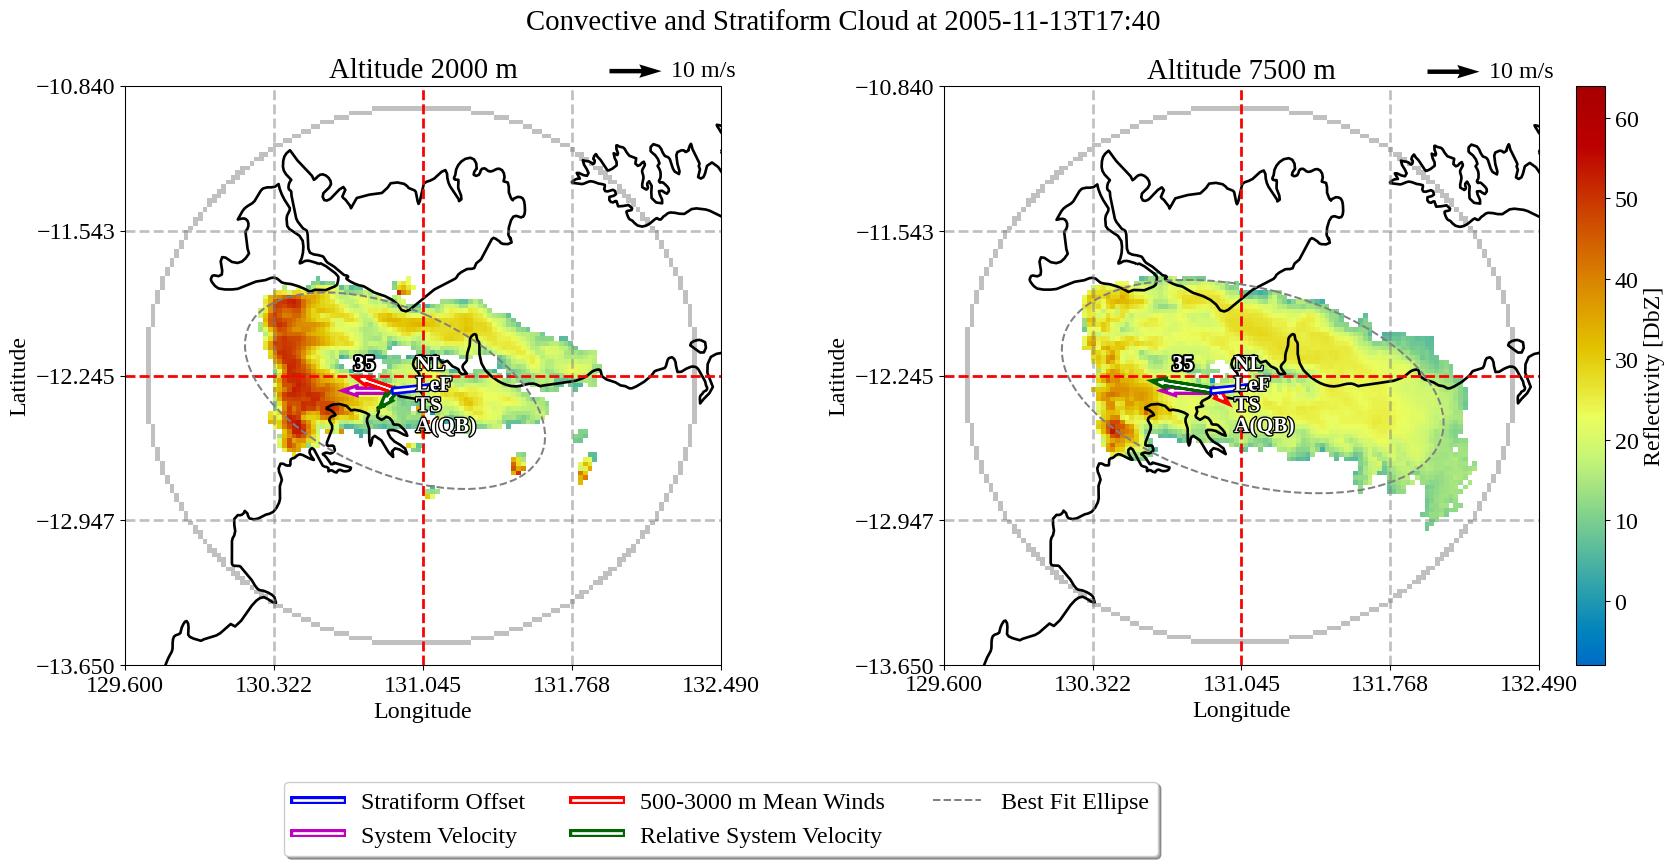 Convective and Stratiform Cloud at 2005-11-13T17:40
Altitude 2000 m
10 m/s
−10.840
−11.543
−12.245
−12.947
−13.650
Latitude
129.600
130.322
131.045
131.768
132.490
Longitude
35
NL
LeF
TS
A(QB)
Altitude 7500 m
10 m/s
−10.840
−11.543
−12.245
−12.947
−13.650
Latitude
129.600
130.322
131.045
131.768
132.490
Longitude
35
NL
LeF
TS
A(QB)
60
50
40
30
20
10
0
Reflectivity [DbZ]
Stratiform Offset
System Velocity
500-3000 m Mean Winds
Relative System Velocity
Best Fit Ellipse